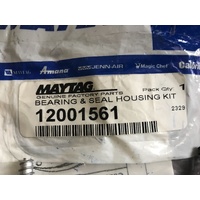 Amana JENN-AIR Magic Chef
MAYTAG Pack Qty 1
GENUINE FACTORY PARTS
BEARING & SEAL HOUSING KIT
12001561 2329